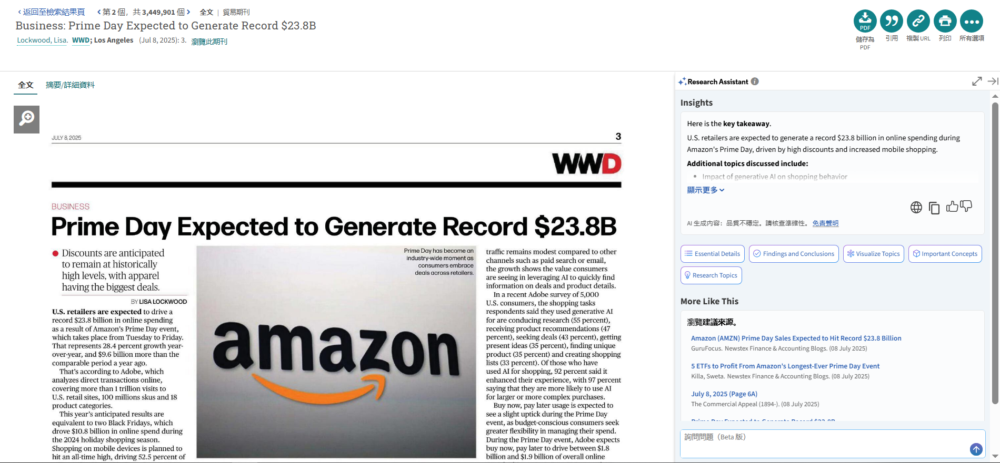 返回至檢索結果頁
第 2 個，共 3,449,901 個
全文 | 貿易期刊
Business: Prime Day Expected to Generate Record $23.8B
Lockwood, Lisa. WWD; Los Angeles (Jul 8, 2025): 3. 瀏覽此期刊
PDF
儲存為 PDF
引用
複製 URL
列印
所有選項
全文
摘要/詳細資料
JULY 8, 2025
3
WWD
BUSINESS
Prime Day Expected to Generate Record $23.8B
Discounts are anticipated
to remain at historically
high levels, with apparel
having the biggest deals.
BY LISA LOCKWOOD
U.S. retailers are expected to drive a
record $23.8 billion in online spending
as a result of Amazon's Prime Day event,
which takes place from Tuesday to Friday.
That represents 28.4 percent growth year-
over-year, and $9.6 billion more than the
comparable period a year ago.
That's according to Adobe, which
analyzes direct transactions online,
covering more than 1 trillion visits to
U.S. retail sites, 100 millions skus and 18
product categories.
This year's anticipated results are
equivalent to two Black Fridays, which
drove $10.8 billion in online spend during
the 2024 holiday shopping season.
Shopping on mobile devices is planned to
hit an all-time high, driving 52.5 percent of
Prime Day has become an
industry-wide moment as
consumers embrace
deals across retailers.
amazon
traffic remains modest compared to other
channels such as paid search or email,
the growth shows the value consumers
are seeing in leveraging AI to quickly find
information on deals and product details.
In a recent Adobe survey of 5,000
U.S. consumers, the shopping tasks
respondents said they used generative AI
for are conducing research (55 percent),
receiving product recommendations (47
percent), seeking deals (43 percent), getting
present ideas (35 percent), finding unique
product (35 percent) and creating shopping
lists (33 percent). Of those who have
used AI for shopping, 92 percent said it
enhanced their experience, with 97 percent
saying that they are more likely to use AI
for larger or more complex purchases.
Buy now, pay later usage is expected to
see a slight uptick during the Prime Day
event, as budget-conscious consumers seek
greater flexibility in managing their spend.
During the Prime Day event, Adobe expects
buy now, pay later to drive between $1.8
billion and $1.9 billion of overall online
Research Assistant
Insights
Here is the key takeaway.
U.S. retailers are expected to generate a record $23.8 billion in online spending during
Amazon's Prime Day, driven by high discounts and increased mobile shopping.
Additional topics discussed include:
Impact of generative AI on shopping behavior
顯示更多
AI 生成内容：品質不穩定。請核查準確性。 免責聲明
Essential Details
Findings and Conclusions
Visualize Topics
Important Concepts
Research Topics
More Like This
瀏覽建議來源。
Amazon (AMZN) Prime Day Sales Expected to Hit Record $23.8 Billion
GuruFocus. Newstex Finance & Accounting Blogs. (08 July 2025)
5 ETFs to Profit From Amazon's Longest-Ever Prime Day Event
Killa, Sweta. Newstex Finance & Accounting Blogs. (08 July 2025)
July 8, 2025 (Page 6A)
The Commercial Appeal (1894-). (08 July 2025)
Prime Day Expected to Generate Record $23.8B
詢問問題（Beta 版）